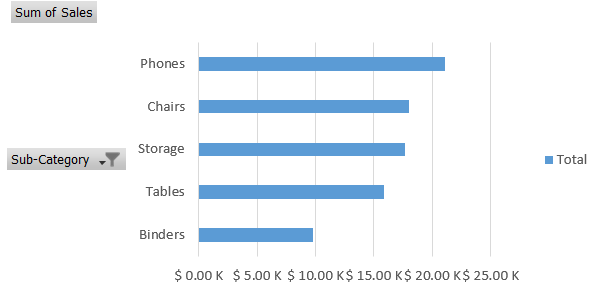 Sum of Sales
Phones
Chairs
Storage
Tables
Binders
Sub-Category
Total
$ 0.00 K $ 5.00 K $ 10.00 K $ 15.00 K $ 20.00 K $ 25.00 K